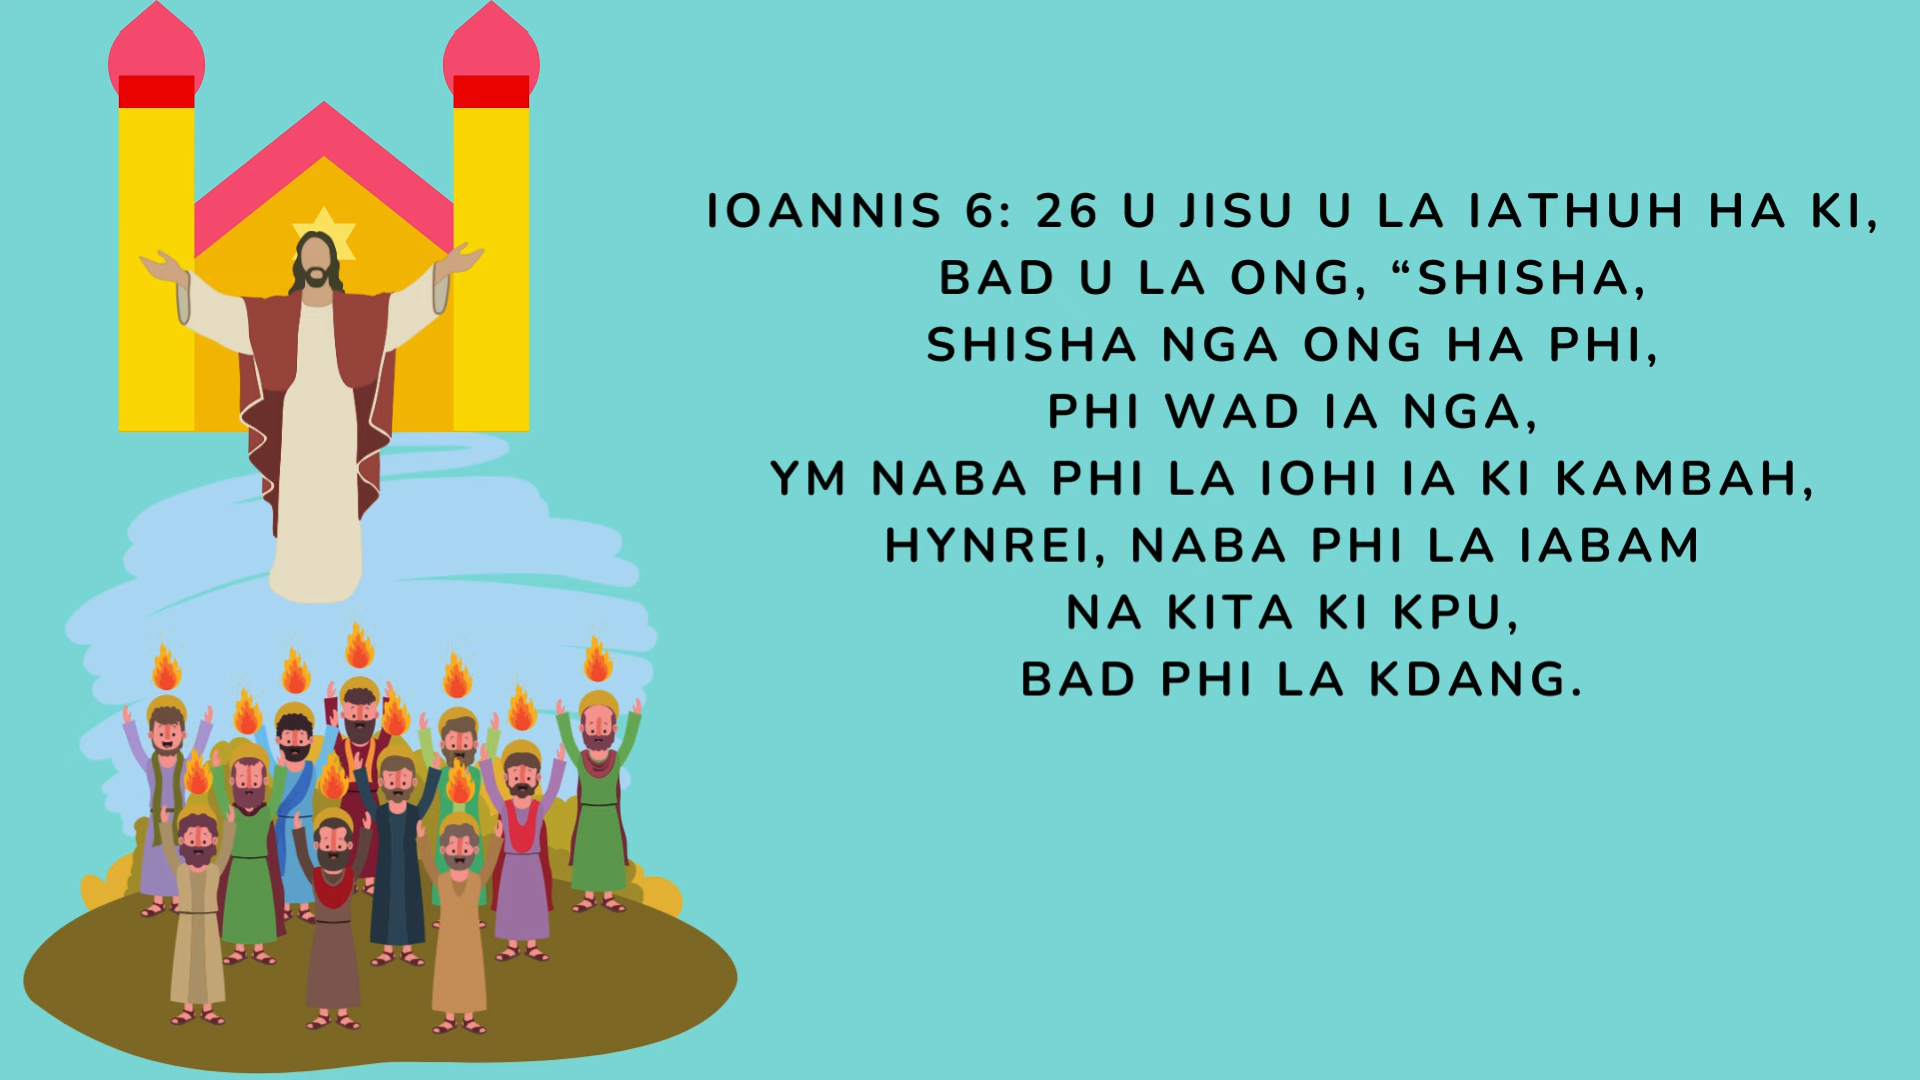 IOANNIS 6: 26 U JISU U LA IATHUH HA KI,
BAD U LA ONG, “SHISHA,
SHISHA NGA ONG HA PHI,
PHI WAD IA NGA,
YM NABA PHI LA IOHI IA KI KAMBAH,
HYNREI, NABA PHI LA IABAM
NA KITA KI KPU,
BAD PHI LA KDANG.